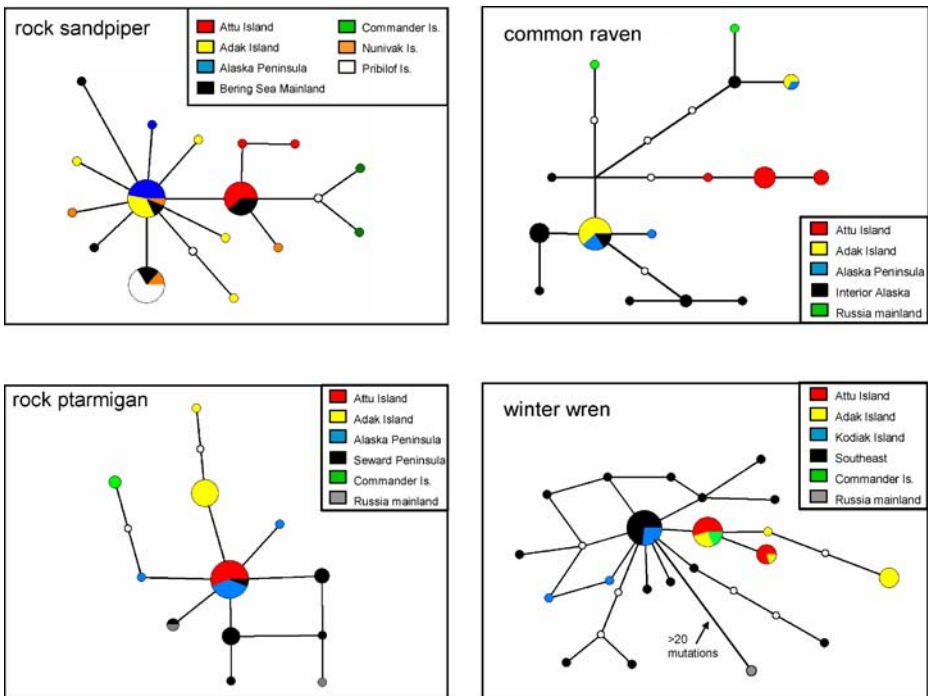 rock sandpiper
Attu Island
Adak Island
Alaska Peninsula
Bering Sea Mainland
Commander Is.
Nunivak Is.
Pribilof Is.
common raven
Attu Island
Adak Island
Alaska Peninsula
Interior Alaska
Russia mainland
rock ptarmigan
Attu Island
Adak Island
Alaska Peninsula
Seward Peninsula
Commander Is.
Russia mainland
winter wren
Attu Island
Adak Island
Kodiak Island
Southeast
Commander Is.
Russia mainland
>20
mutations